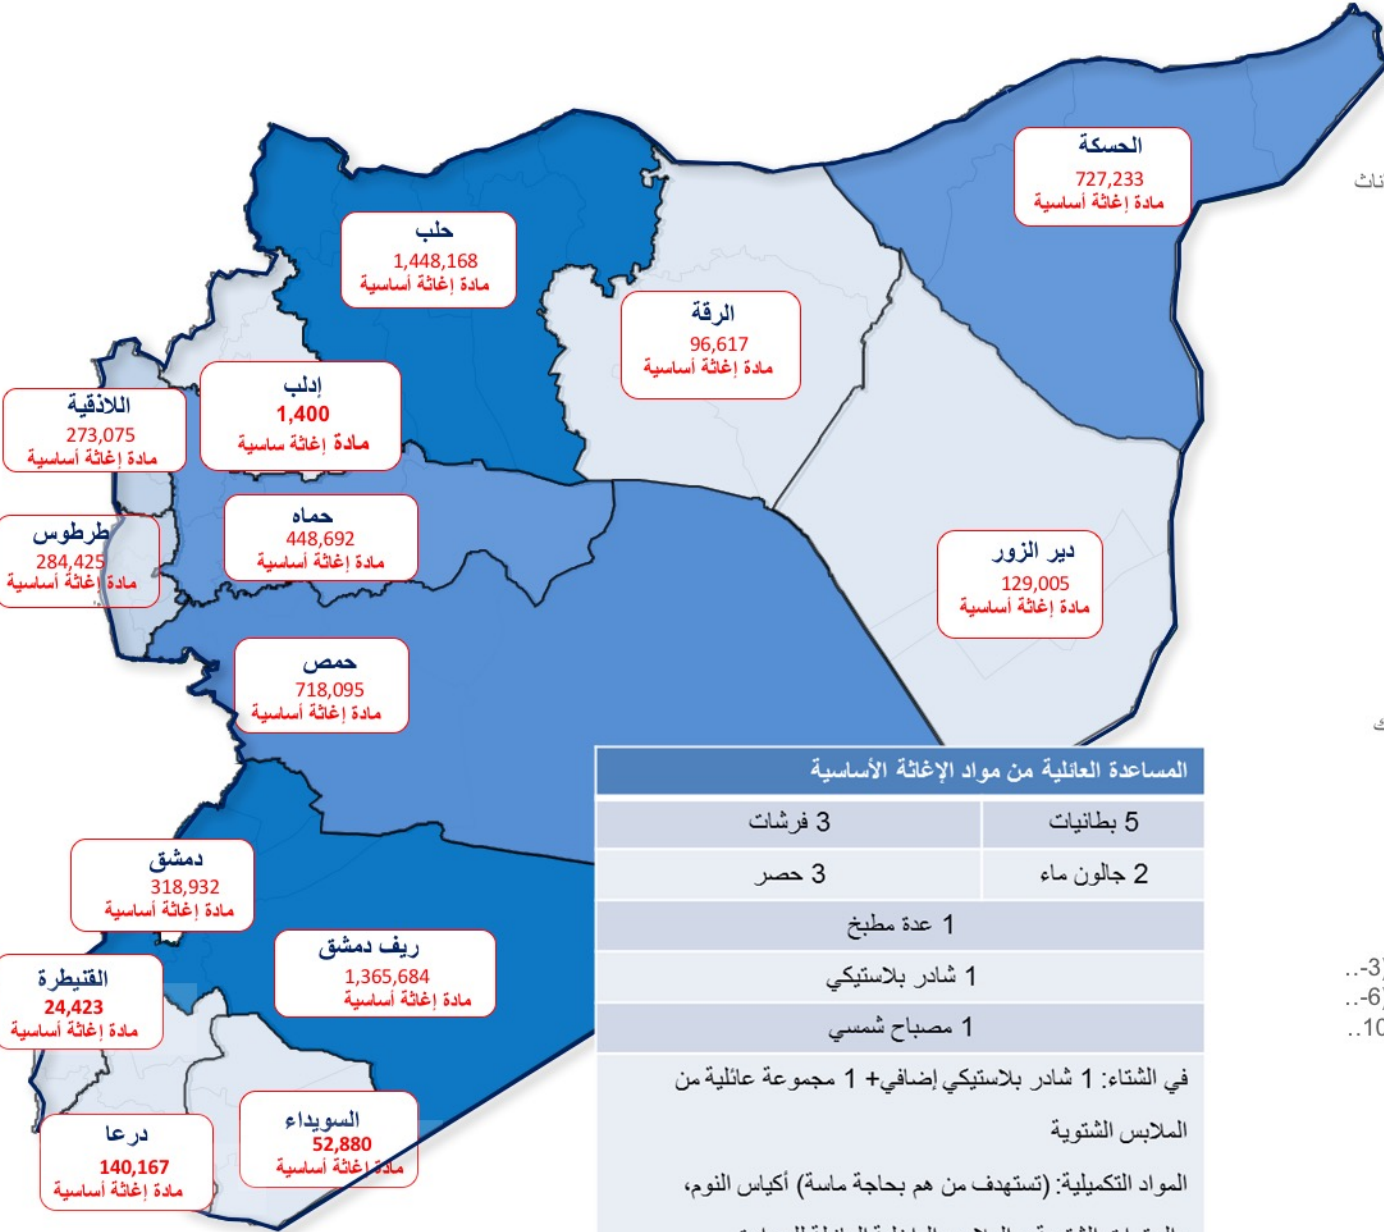 الحسكة
727,233
مادة إغاثة أساسية
حلب
1,448,168
مادة إغاثة أساسية
الرقة
96,617
مادة إغاثة أساسية
إدلب
1,400
مادة إغاثة ساسية
اللاذقية
273,075
مادة إغاثة أساسية
حماه
448,692
مادة إغاثة أساسية
طرطوس
284,425
مادة إغاثة أساسية
دير الزور
129,005
مادة إغاثة أساسية
حمص
718,095
مادة إغاثة أساسية
دمشق
318,932
مادة إغاثة أساسية
ريف دمشق
1,365,684
مادة إغاثة أساسية
القنيطرة
24,423
مادة إغاثة أساسية
السويداء
52,880
مادة إغاثة أساسية
درعا
140,167
مادة إغاثة أساسية
المساعدة العائلية من مواد الإغاثة الأساسية
5 بطانيات 3 فرشات
2 جالون ماء 3 حصر
1 عدة مطبخ
1 شادر بلاستيكي
1 مصباح شمسي
في الشتاء: 1 شادر بلاستيكي إضافي+ 1 مجموعة عائلية من
الملابس الشتوية
المواد التكميلية: (تستهدف من هم بحاجة ماسة) أكياس النوم،